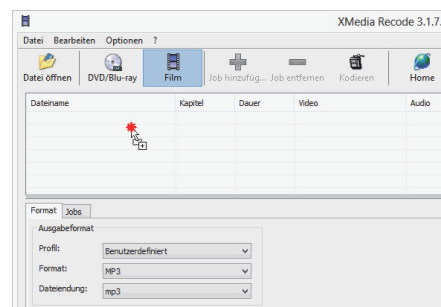 XMedia Recode 3.1.7.
Datei Bearbeiten Optionen ?
Datei öffnen DVD/Blu-ray Film Job hinzufüg... Job entfernen Kodieren Home
Dateiname Kapitel Dauer Video Audio
Format Jobs
Ausgabeformat
Profil: Benutzerdefiniert
Format: MP3
Dateiendung: mp3